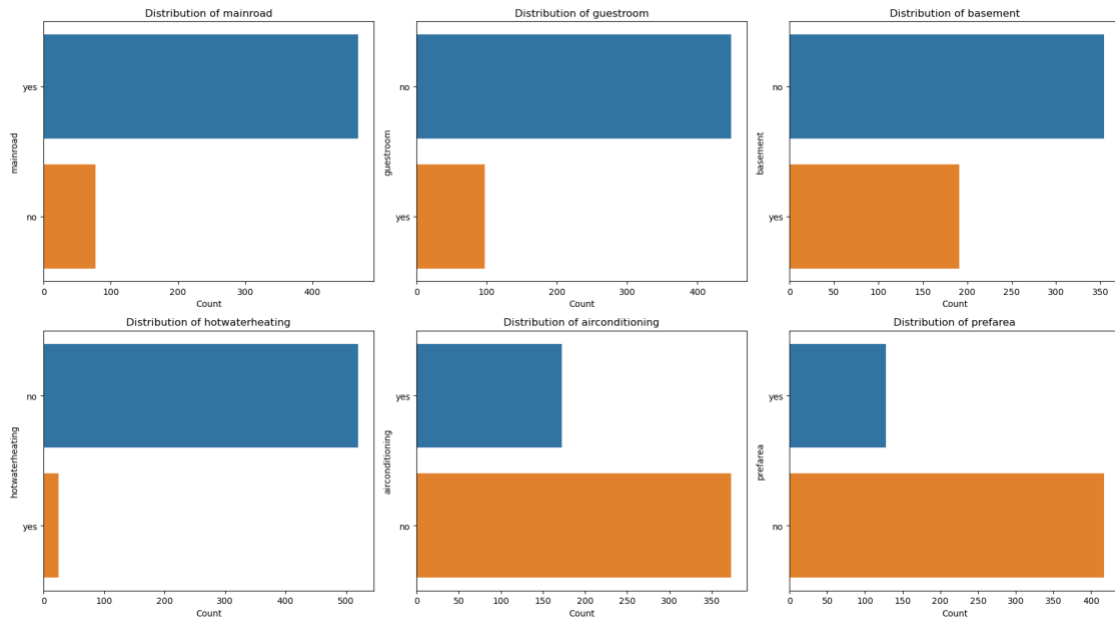 Distribution of mainroad
yes
no
mainroad
0 100 200 300 400
Count
Distribution of guestroom
no
yes
guestroom
0 100 200 300 400
Count
Distribution of basement
no
yes
basement
0 50 100 150 200 250 300 350
Count
Distribution of hotwaterheating
no
yes
hotwaterheating
0 100 200 300 400 500
Count
Distribution of airconditioning
yes
no
airconditioning
0 50 100 150 200 250 300 350
Count
Distribution of prefarea
yes
no
prefarea
0 50 100 150 200 250 300 350 400
Count